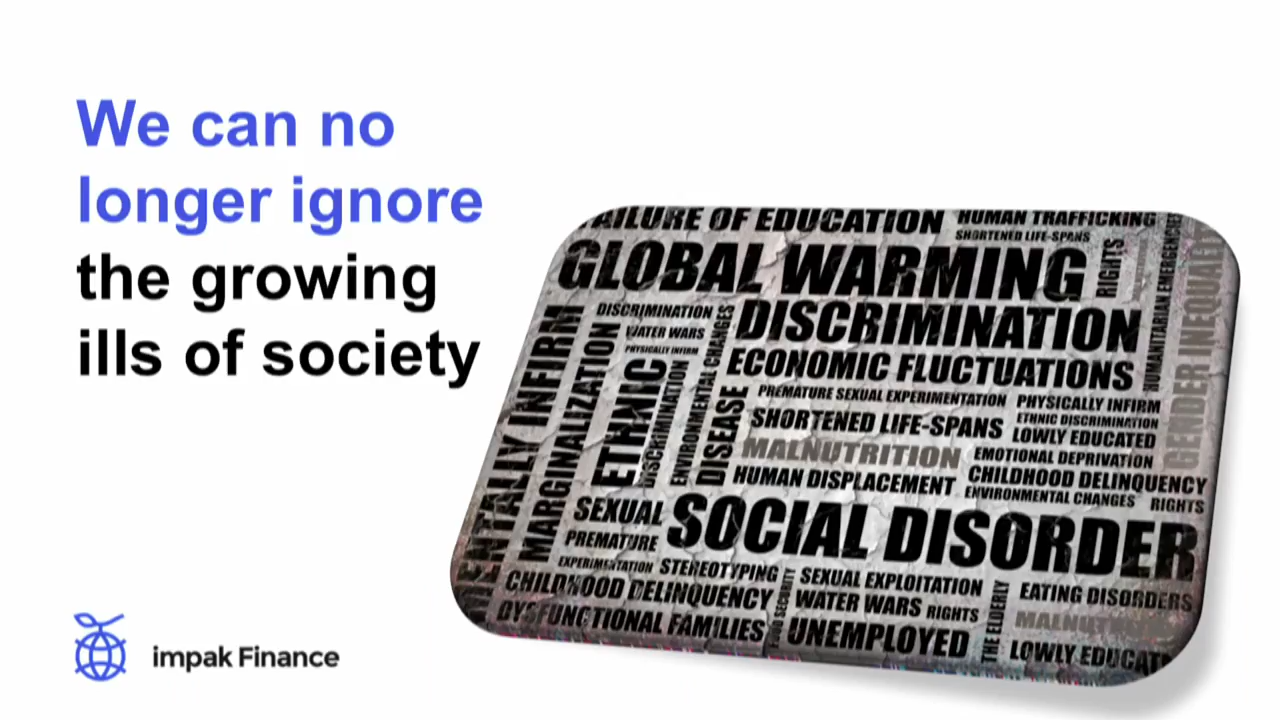 We can no
longer ignore
the growing
ills of society
AILURE OF EDUCATION
HUMAN TRAFFICKING
SHORTENED LIFE-SPANS
GLOBAL WARMING
RIGHTS
HUMANITARIAN EMERGENCIES
GENDER INEQUAL
DISCRIMINATION
WATER WARS
PHYSICALLY INFIRM
DISCRIMINATION
ECONOMIC FLUCTUATIONS
MENTALLY INFIRM
MARGINALIZATION
ETHNIC
DISCRIMINATION
ENVIRONMENTAL CHANGES
DISEASE
PREMATURE SEXUAL EXPERIMENTATION
PHYSICALLY INFIRM
SHORTENED LIFE-SPANS
ETHNIC DISCRIMINATION
LOWLY EDUCATED
MALNUTRITION
EMOTIONAL DEPRIVATION
HUMAN DISPLACEMENT
CHILDHOOD DELINQUENCY
ENVIRONMENTAL CHANGES
RIGHTS
SEXUAL
PREMATURE
EXPERIMENTATION
SOCIAL DISORDER
STEREOTYPING
CHILDHOOD DELINQUENCY
DYSFUNCTIONAL FAMILIES
FOOD SECURITY
SEXUAL EXPLOITATION
WATER WARS RIGHTS
UNEMPLOYED
THE ELDERLY
EATING DISORDERS
MALNUTRI
LOWLY EDUCAT
impak Finance